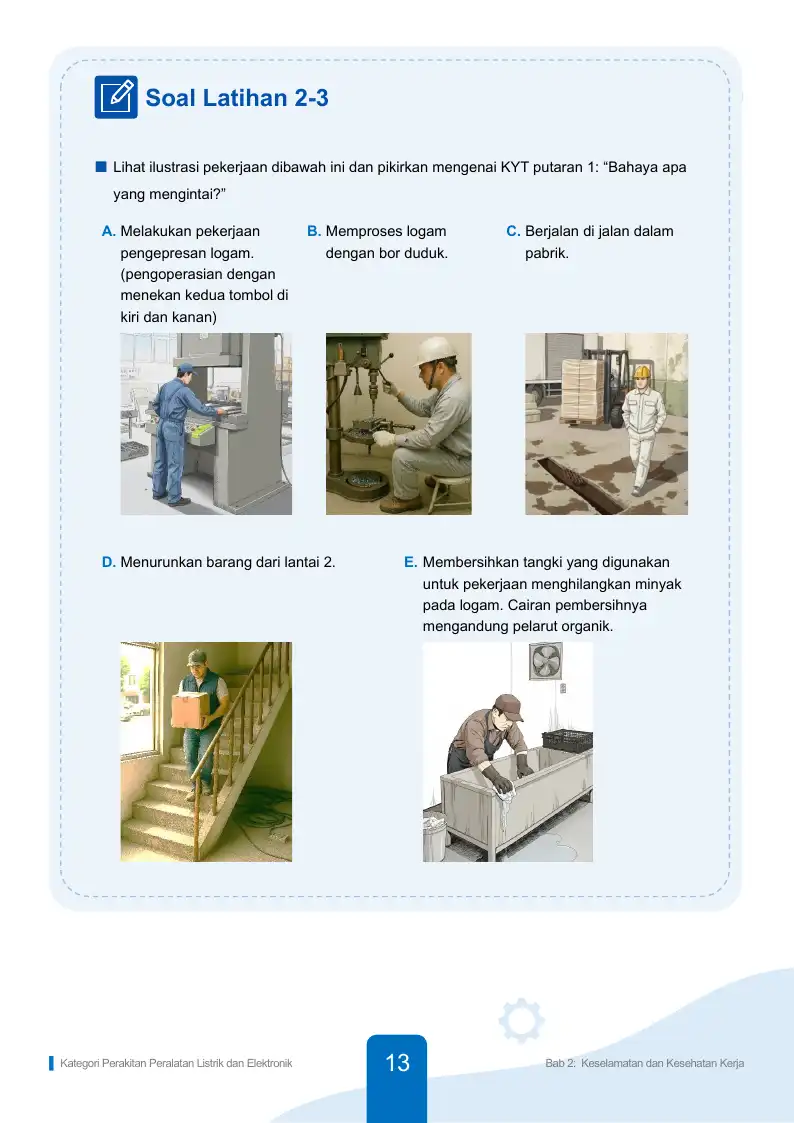 Soal Latihan 2-3
Lihat ilustrasi pekerjaan dibawah ini dan pikirkan mengenai KYT putaran 1: “Bahaya apa
yang mengintai?”
A. Melakukan pekerjaan
pengepresan logam.
(pengoperasian dengan
menekan kedua tombol di
kiri dan kanan)
B. Memproses logam
dengan bor duduk.
C. Berjalan di jalan dalam
pabrik.
D. Menurunkan barang dari lantai 2.
E. Membersihkan tangki yang digunakan
untuk pekerjaan menghilangkan minyak
pada logam. Cairan pembersihnya
mengandung pelarut organik.
Kategori Perakitan Peralatan Listrik dan Elektronik
13
Bab 2: Keselamatan dan Kesehatan Kerja